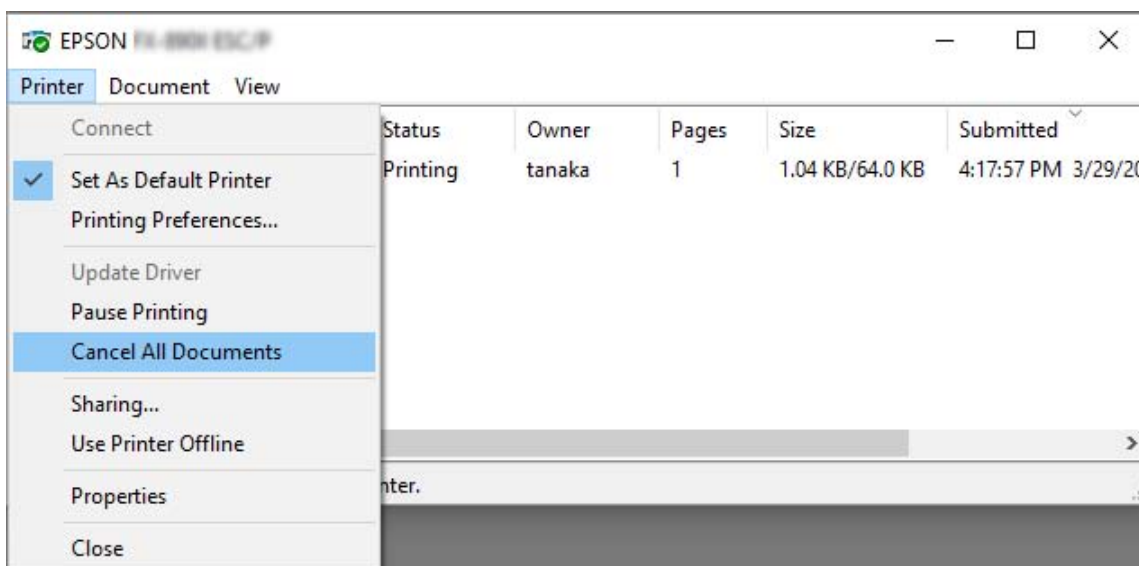 EPSON
Printer Document View
Connect
Set As Default Printer
Printing Preferences...
Update Driver
Pause Printing
Cancel All Documents
Sharing...
Use Printer Offline
Properties
Close
Status Owner Pages Size Submitted
Printing tanaka 1 1.04 KB/64.0 KB 4:17:57 PM 3/29/20
nter.